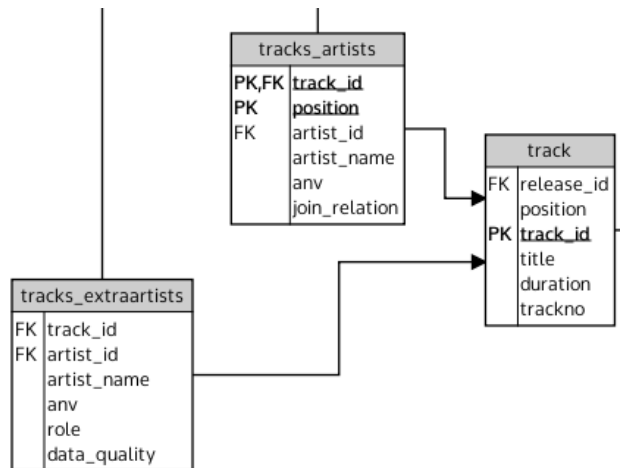 tracks_artists
PK,FK track_id
PK position
FK artist_id
artist_name
anv
join_relation
track
FK release_id
position
PK track_id
title
duration
trackno
tracks_extraartists
FK track_id
FK artist_id
artist_name
anv
role
data_quality